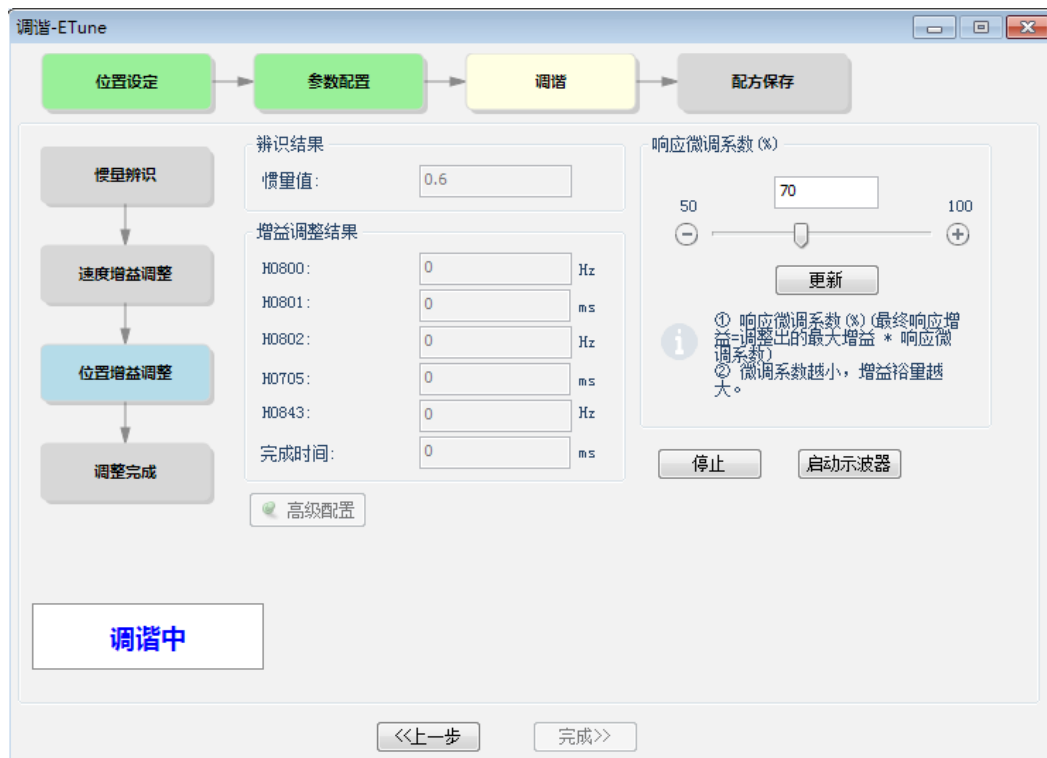 调谐-ETune
位置设定
参数配置
调谐
配方保存
惯量辨识
速度增益调整
位置增益调整
调整完成
辨识结果
惯量值:
0.6
增益调整结果
H0800:
0
Hz
H0801:
0
ms
H0802:
0
Hz
H0705:
0
ms
H0843:
0
Hz
完成时间:
0
ms
高级配置
响应微调系数(%)
70
50
100
更新
① 响应微调系数(%)(最终响应增
益=调整出的最大增益 * 响应微
调系数)
② 微调系数越小，增益裕量越
大。
停止
启动示波器
调谐中
<<上一步
完成>>